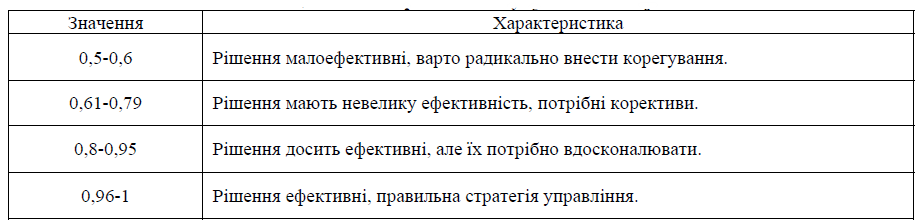 Значення Характеристика
0,5-0,6 Рішення малоефективні, варто радикально внести корегування.
0,61-0,79 Рішення мають невелику ефективність, потрібні корективи.
0,8-0,95 Рішення досить ефективні, але їх потрібно вдосконалювати.
0,96-1 Рішення ефективні, правильна стратегія управління.